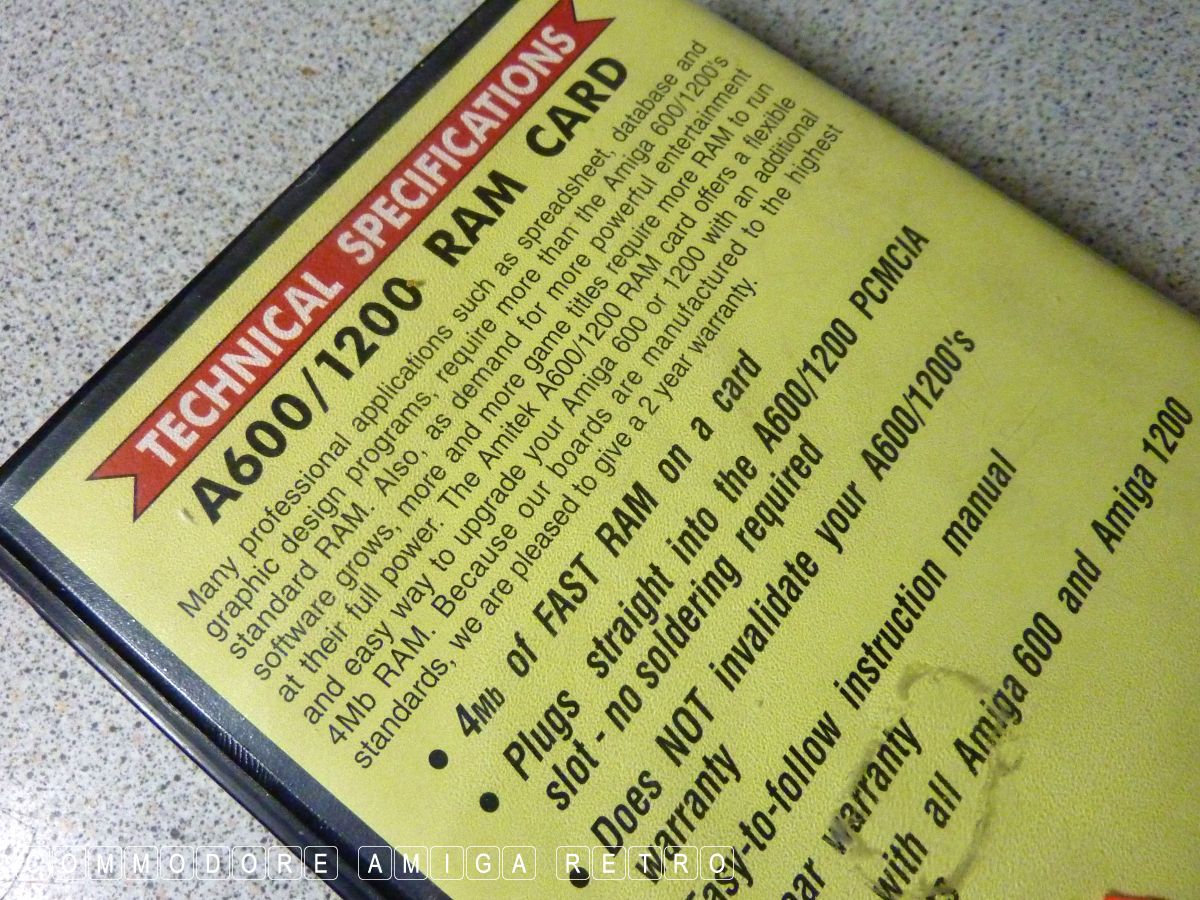 TECHNICAL SPECIFICATIONS
A600/1200 RAM CARD
Many professional applications such as spreadsheet, database and
graphic design programs, require more than the Amiga 600/1200's
standard RAM. Also, as demand for more powerful entertainment
software grows, more and more game titles require more RAM to run
at their full power. The Amitek A600/1200 RAM card offers a flexible
and easy way to upgrade your Amiga 600 or 1200 with an additional
4Mb RAM. Because our boards are manufactured to the highest
standards, we are pleased to give a 2 year warranty.
• 4Mb of FAST RAM on a card
• Plugs straight into the A600/1200 PCMCIA
slot - no soldering required
• Does NOT invalidate your A600/1200's
warranty
Easy-to-follow instruction manual
warranty
with all Amiga 600 and Amiga 1200
COMMODORE AMIGA RETRO